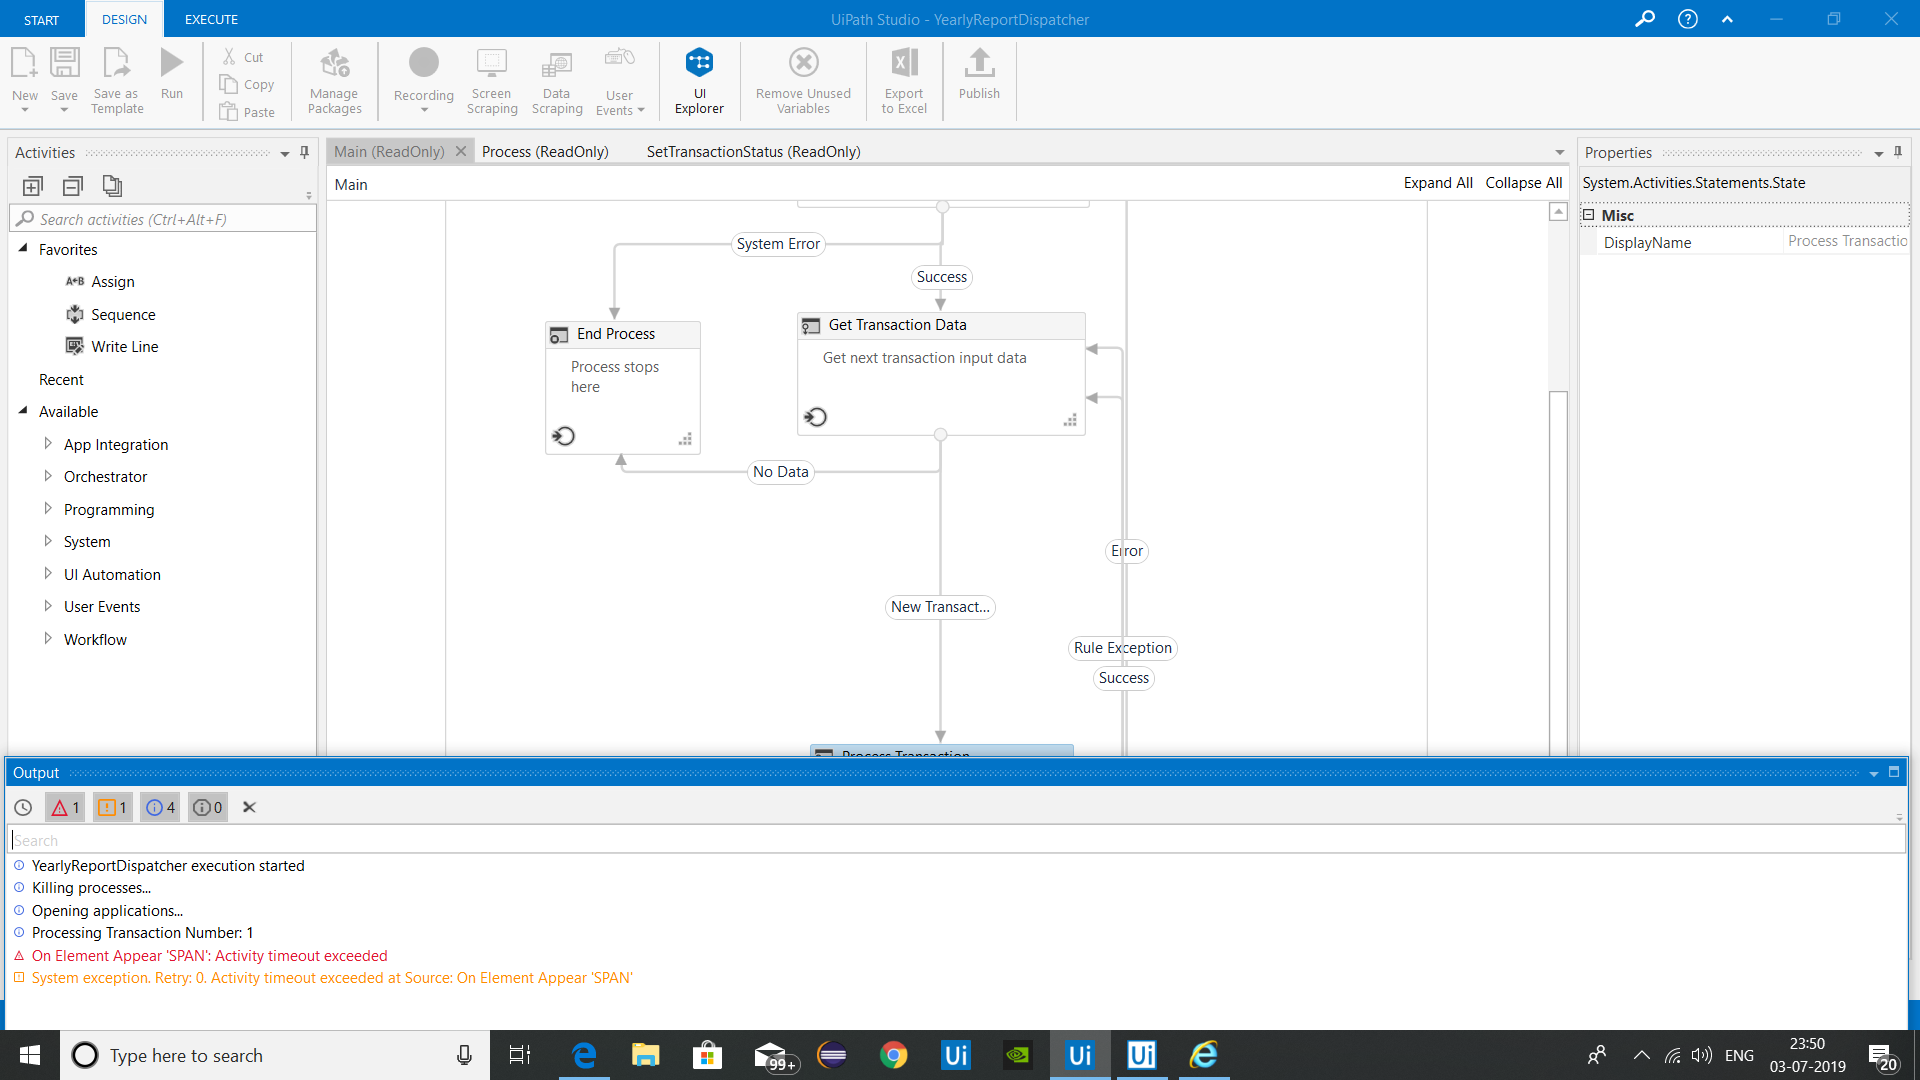 START DESIGN EXECUTE UiPath Studio - YearlyReportDispatcher
New Save Save as Template Run
Cut
Copy
Paste
Manage Packages
Recording
Screen Scraping
Data Scraping
User Events
UI Explorer
Remove Unused Variables
Export to Excel
Publish
Activities
Search activities (Ctrl+Alt+F)
Favorites
Assign
Sequence
Write Line
Recent
Available
App Integration
Orchestrator
Programming
System
UI Automation
User Events
Workflow
Main (ReadOnly) Process (ReadOnly) SetTransactionStatus (ReadOnly)
Main Expand All Collapse All
System Error
Success
End Process
Process stops
here
Get Transaction Data
Get next transaction input data
No Data
Error
New Transact...
Rule Exception
Success
Process Transaction
Properties
System.Activities.Statements.State
Misc
DisplayName Process Transactio
Output
1 1 4 0
Search
YearlyReportDispatcher execution started
Killing processes...
Opening applications...
Processing Transaction Number: 1
On Element Appear 'SPAN': Activity timeout exceeded
System exception. Retry: 0. Activity timeout exceeded at Source: On Element Appear 'SPAN'
Type here to search
99+
Ui
Ui
Ui
ENG
23:50
03-07-2019
20